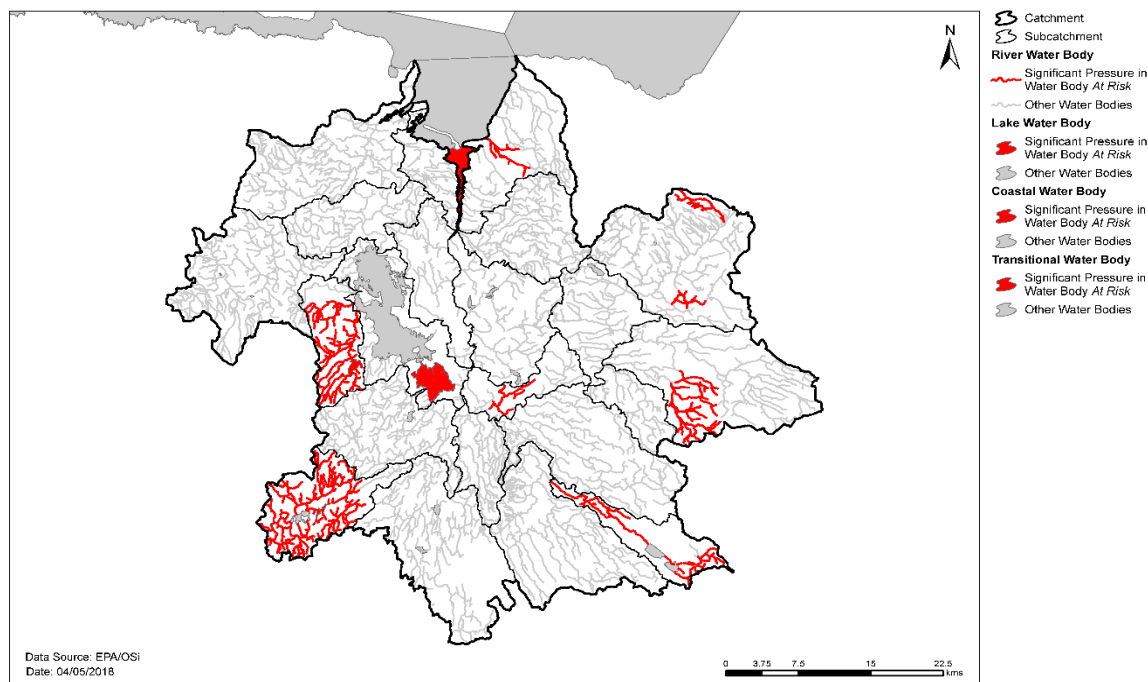 N
Catchment
Subcatchment
River Water Body
Significant Pressure in
Water Body At Risk
Other Water Bodies
Lake Water Body
Significant Pressure in
Water Body At Risk
Other Water Bodies
Coastal Water Body
Significant Pressure in
Water Body At Risk
Other Water Bodies
Transitional Water Body
Significant Pressure in
Water Body At Risk
Other Water Bodies
Data Source: EPA/OSi
Date: 04/05/2018
0 3.75 7.5 15 22.5
kms